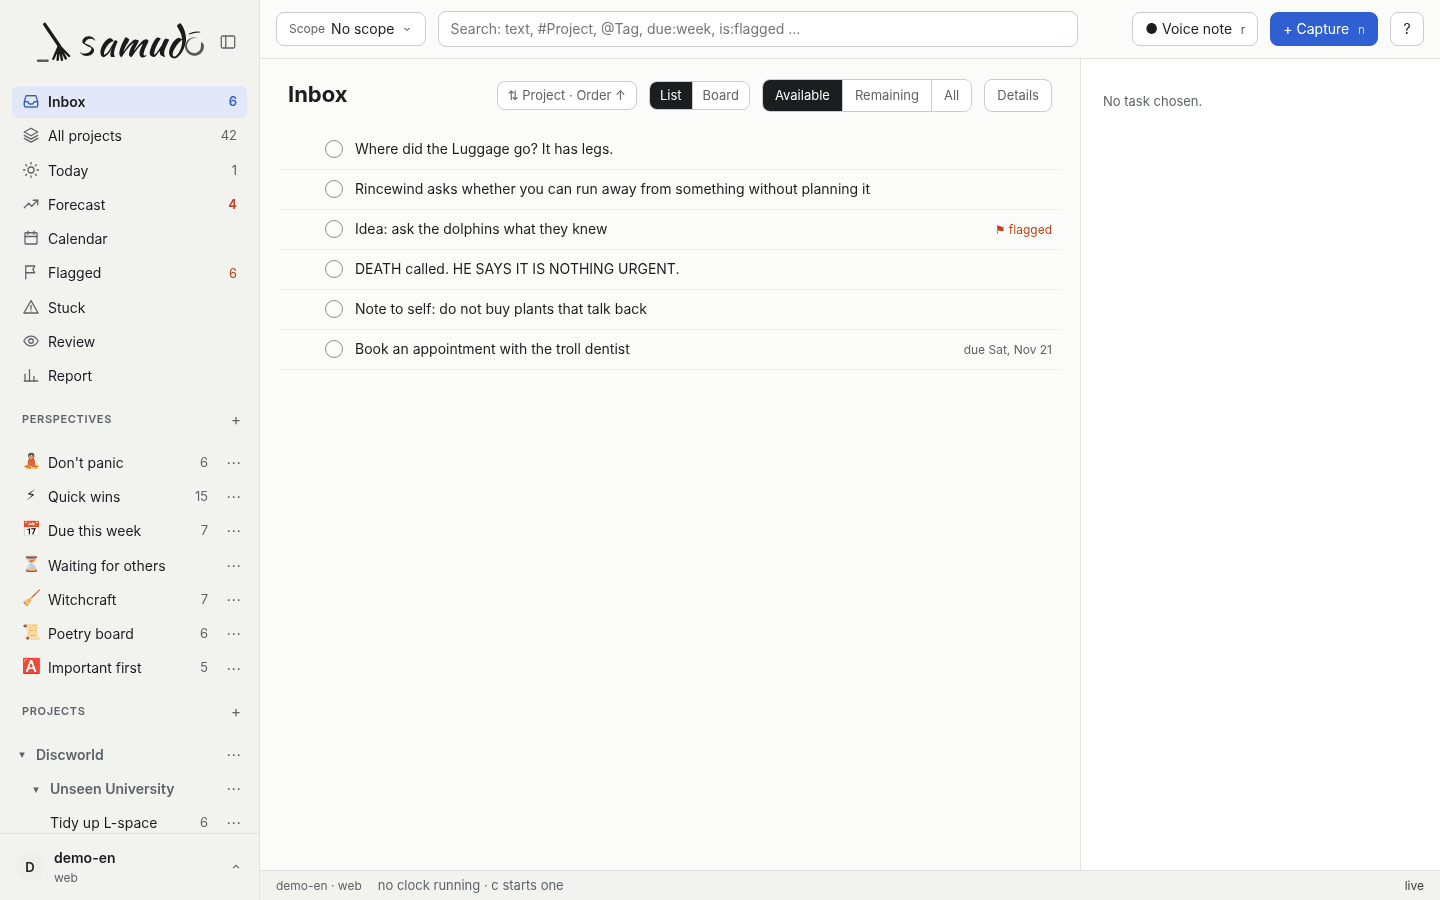 samudo
Scope No scope
Search: text, #Project, @Tag, due:week, is:flagged ...
Voice note r
+ Capture n
?
Inbox 6
All projects 42
Today 1
Forecast 4
Calendar
Flagged 6
Stuck
Review
Report
PERSPECTIVES +
Don't panic 6 ...
Quick wins 15 ...
Due this week 7 ...
Waiting for others ...
Witchcraft 7 ...
Poetry board 6 ...
Important first 5 ...
PROJECTS +
Discworld ...
Unseen University ...
Tidy up L-space 6 ...
D demo-en
web
Inbox
⇅ Project · Order ↑
List Board
Available Remaining All
Details
Where did the Luggage go? It has legs.
Rincewind asks whether you can run away from something without planning it
Idea: ask the dolphins what they knew ⚑ flagged
DEATH called. HE SAYS IT IS NOTHING URGENT.
Note to self: do not buy plants that talk back
Book an appointment with the troll dentist due Sat, Nov 21
No task chosen.
demo-en · web no clock running · c starts one live